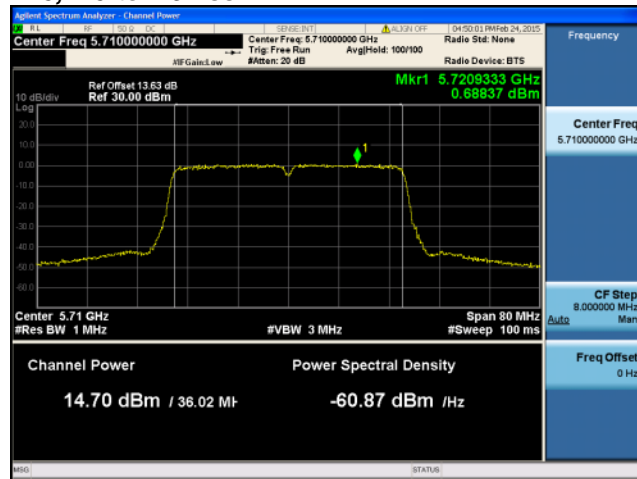 Agilent Spectrum Analyzer - Channel Power
RL RF 50 Ω DC SENSE:INT ALIGN OFF 04:50:01 PM Feb 24, 2015
Center Freq 5.710000000 GHz
Center Freq: 5.710000000 GHz
Radio Std: None
Trig: Free Run Avg|Hold: 100/100
#IFGain:Low #Atten: 20 dB Radio Device: BTS
Frequency
Mkr1 5.7209333 GHz
0.68837 dBm
Ref Offset 13.63 dB
10 dB/div Ref 30.00 dBm
Log
20.0
10.0
0.00
-10.0
-20.0
-30.0
-40.0
-50.0
-60.0
1
Center Freq
5.710000000 GHz
Center 5.71 GHz Span 80 MHz
#Res BW 1 MHz #VBW 3 MHz #Sweep 100 ms
CF Step
8.000000 MHz
Auto Man
Channel Power Power Spectral Density
14.70 dBm / 36.02 MH -60.87 dBm /Hz
Freq Offset
0 Hz
MSG STATUS